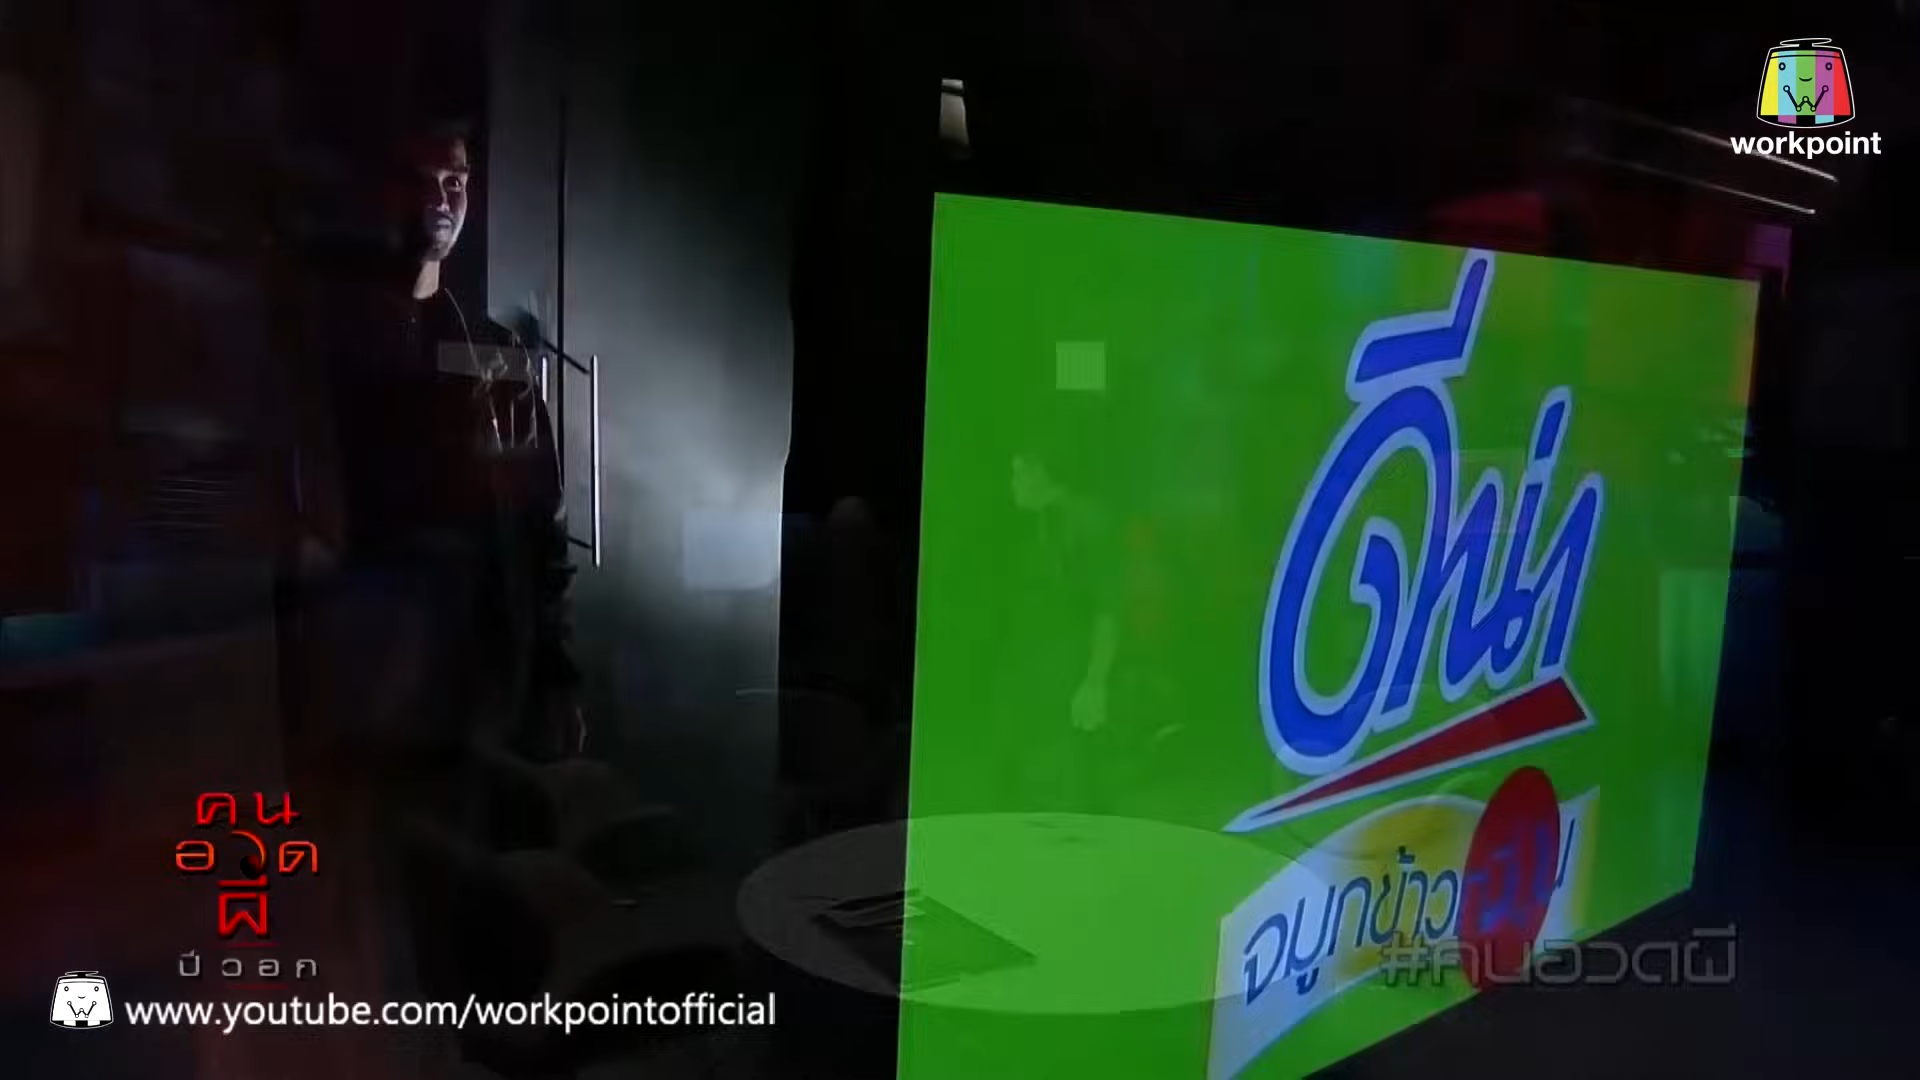 workpoint
ดีน่า
จมูกข้าว
#คนอวดผี
คน
อวด
ผี
ปีวอก
www.youtube.com/workpointofficial